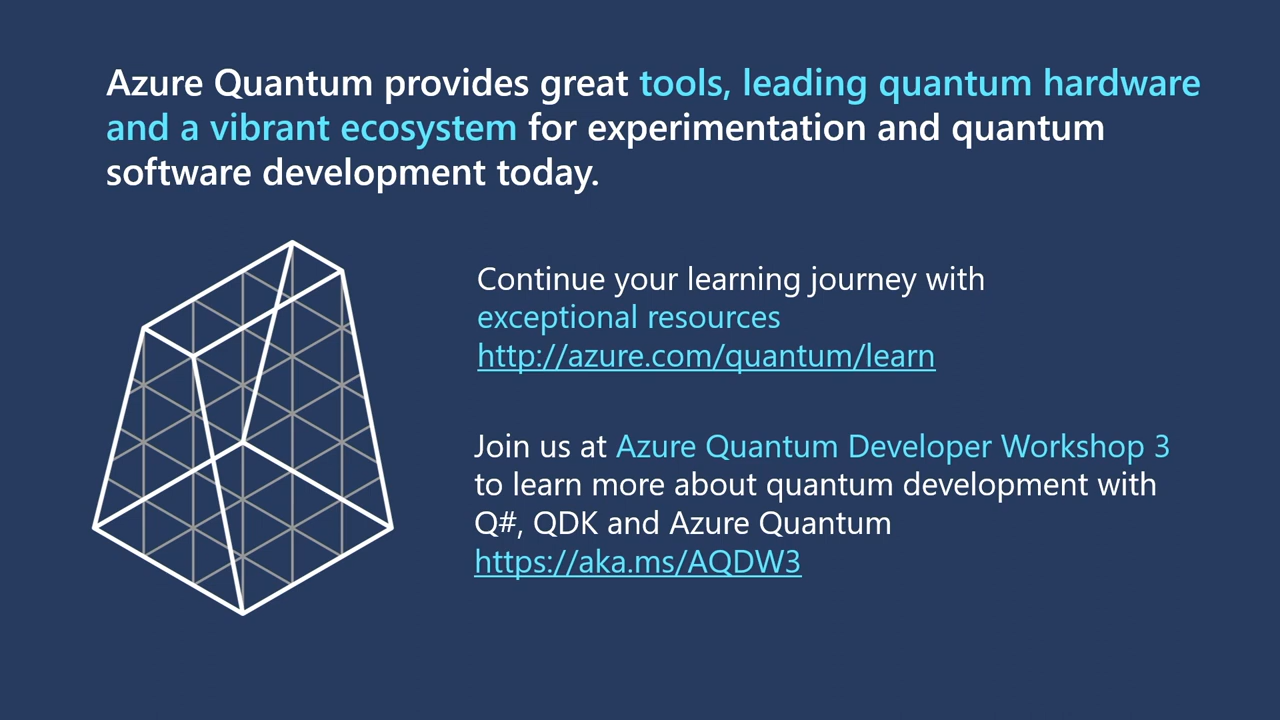 Azure Quantum provides great tools, leading quantum hardware
and a vibrant ecosystem for experimentation and quantum
software development today.
Continue your learning journey with
exceptional resources
http://azure.com/quantum/learn
Join us at Azure Quantum Developer Workshop 3
to learn more about quantum development with
Q#, QDK and Azure Quantum
https://aka.ms/AQDW3